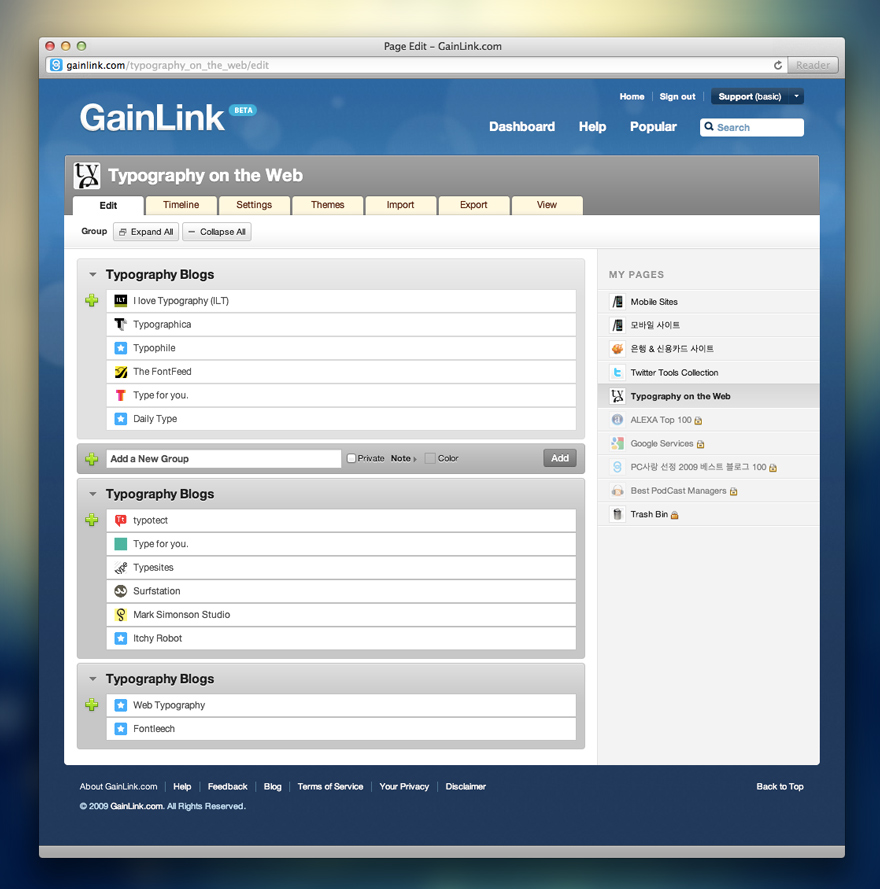 Page Edit – GainLink.com
gainlink.com/typography_on_the_web/edit
Reader
Home Sign out Support (basic)
GainLink BETA
Dashboard Help Popular Search
ty Typography on the Web
Edit Timeline Settings Themes Import Export View
Group Expand All Collapse All
Typography Blogs
ILT I love Typography (ILT)
Typographica
Typophile
The FontFeed
T Type for you.
Daily Type
Add a New Group Private Note Color Add
Typography Blogs
Tt typotect
Type for you.
Typesites
Surfstation
Mark Simonson Studio
Itchy Robot
Typography Blogs
Web Typography
Fontleech
MY PAGES
Mobile Sites
모바일 사이트
은행 & 신용카드 사이트
Twitter Tools Collection
Typography on the Web
ALEXA Top 100
Google Services
PC사랑 선정 2009 베스트 블로그 100
Best PodCast Managers
Trash Bin
About GainLink.com Help Feedback Blog Terms of Service Your Privacy Disclaimer Back to Top
© 2009 GainLink.com. All Rights Reserved.